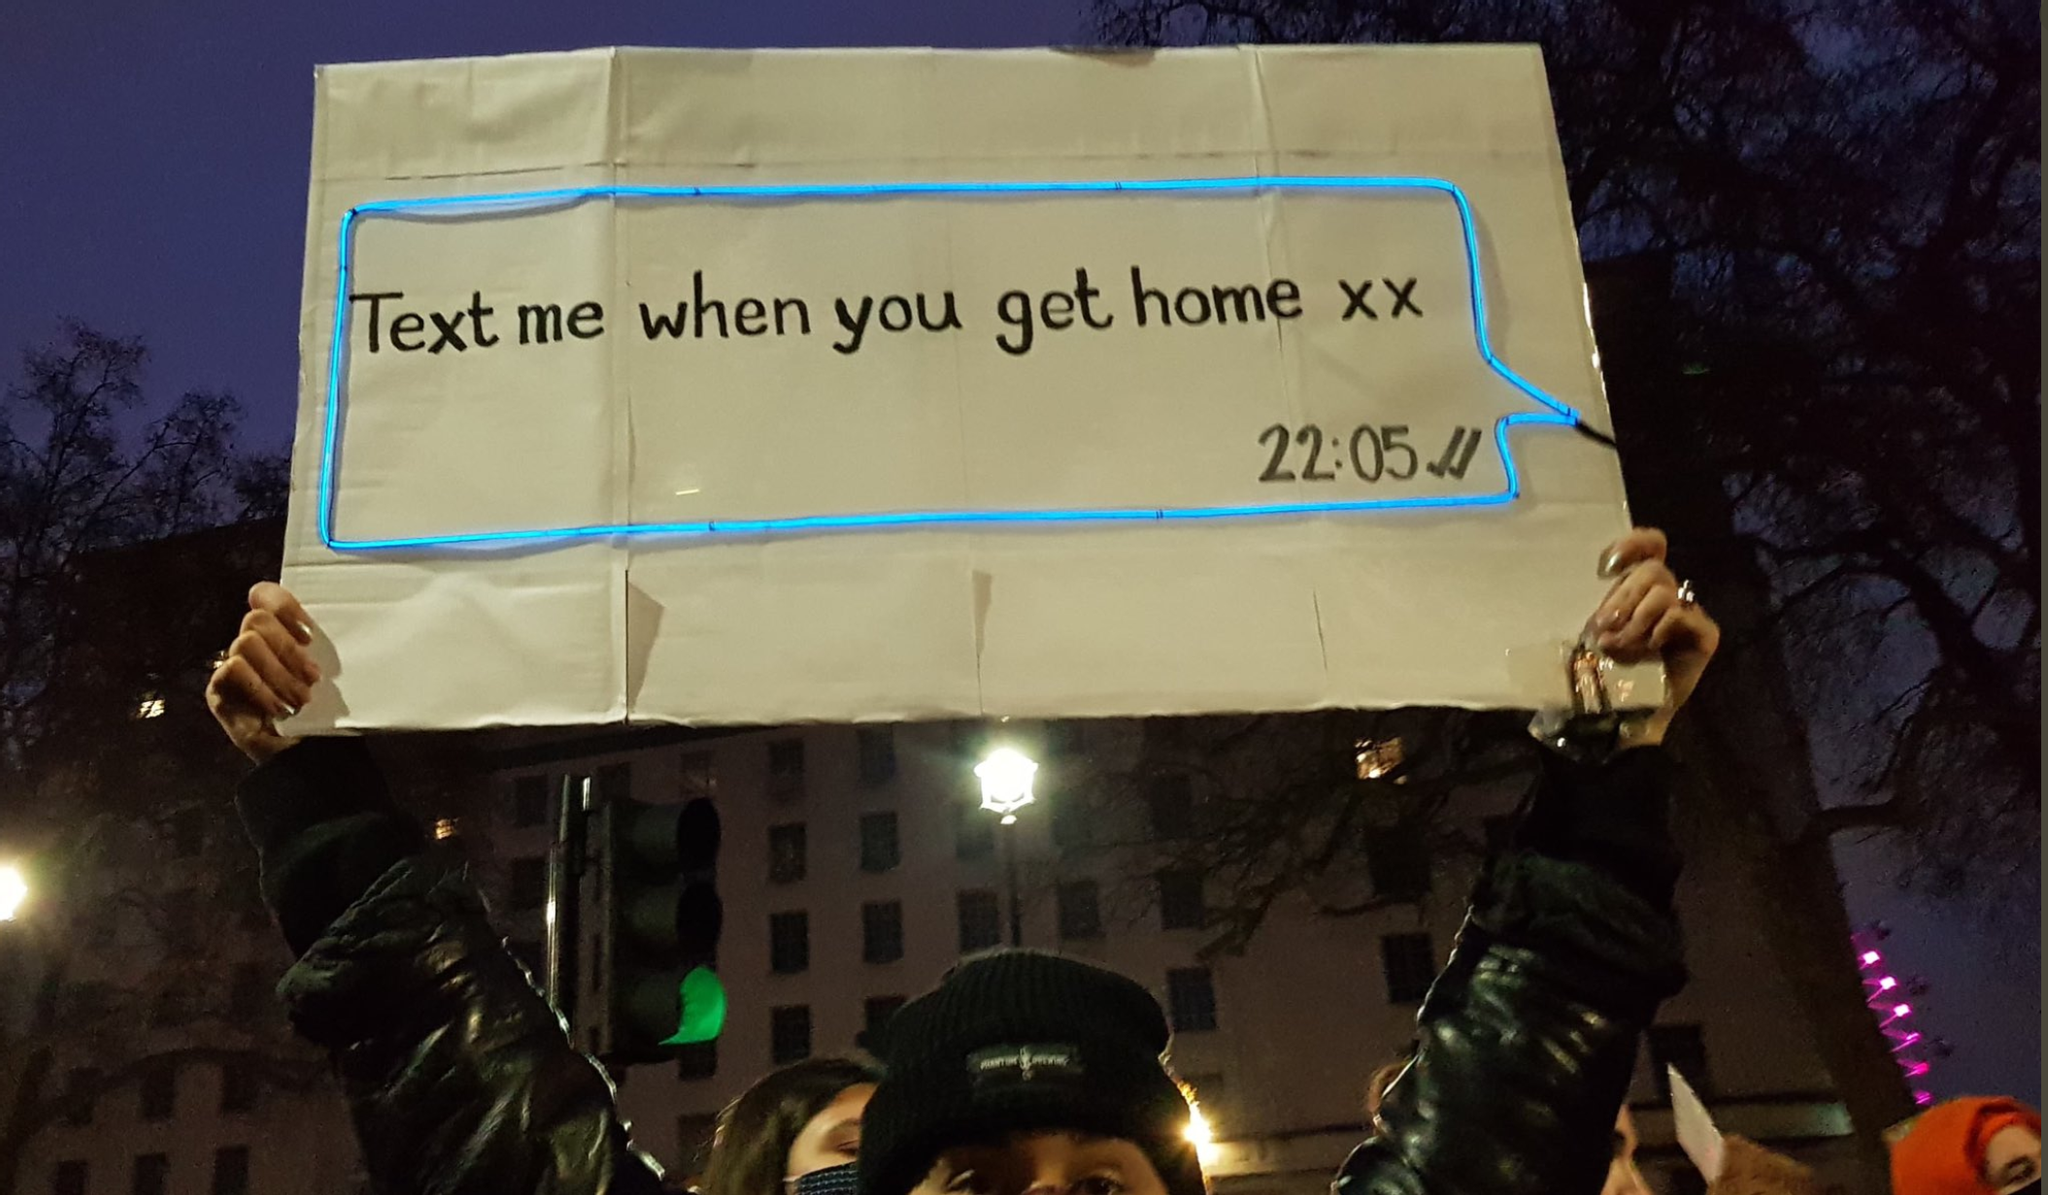 Text me when you get home xx
22:05 ✓✓